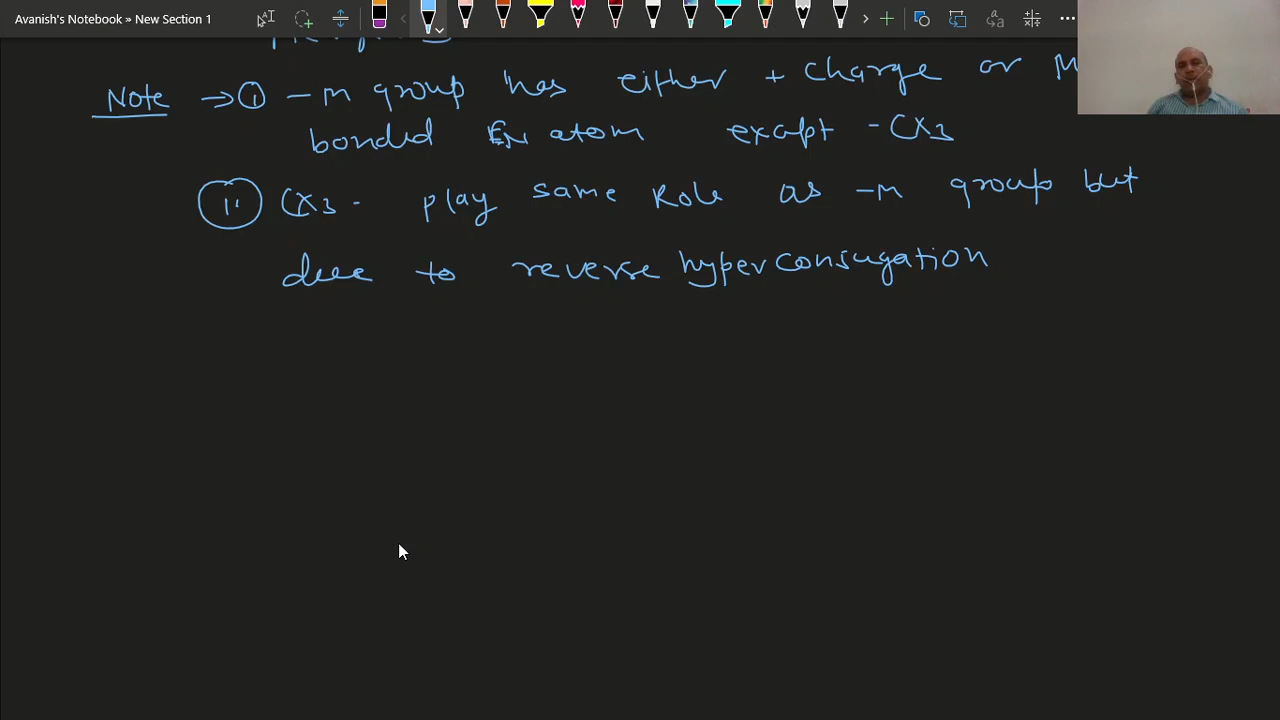 Avanish's Notebook » New Section 1
Note → ① -m group has either + charge or M
bonded EN atom except -CX3
(ii) CX3 - play same Role as -m group but
due to reverse hyperconjugation